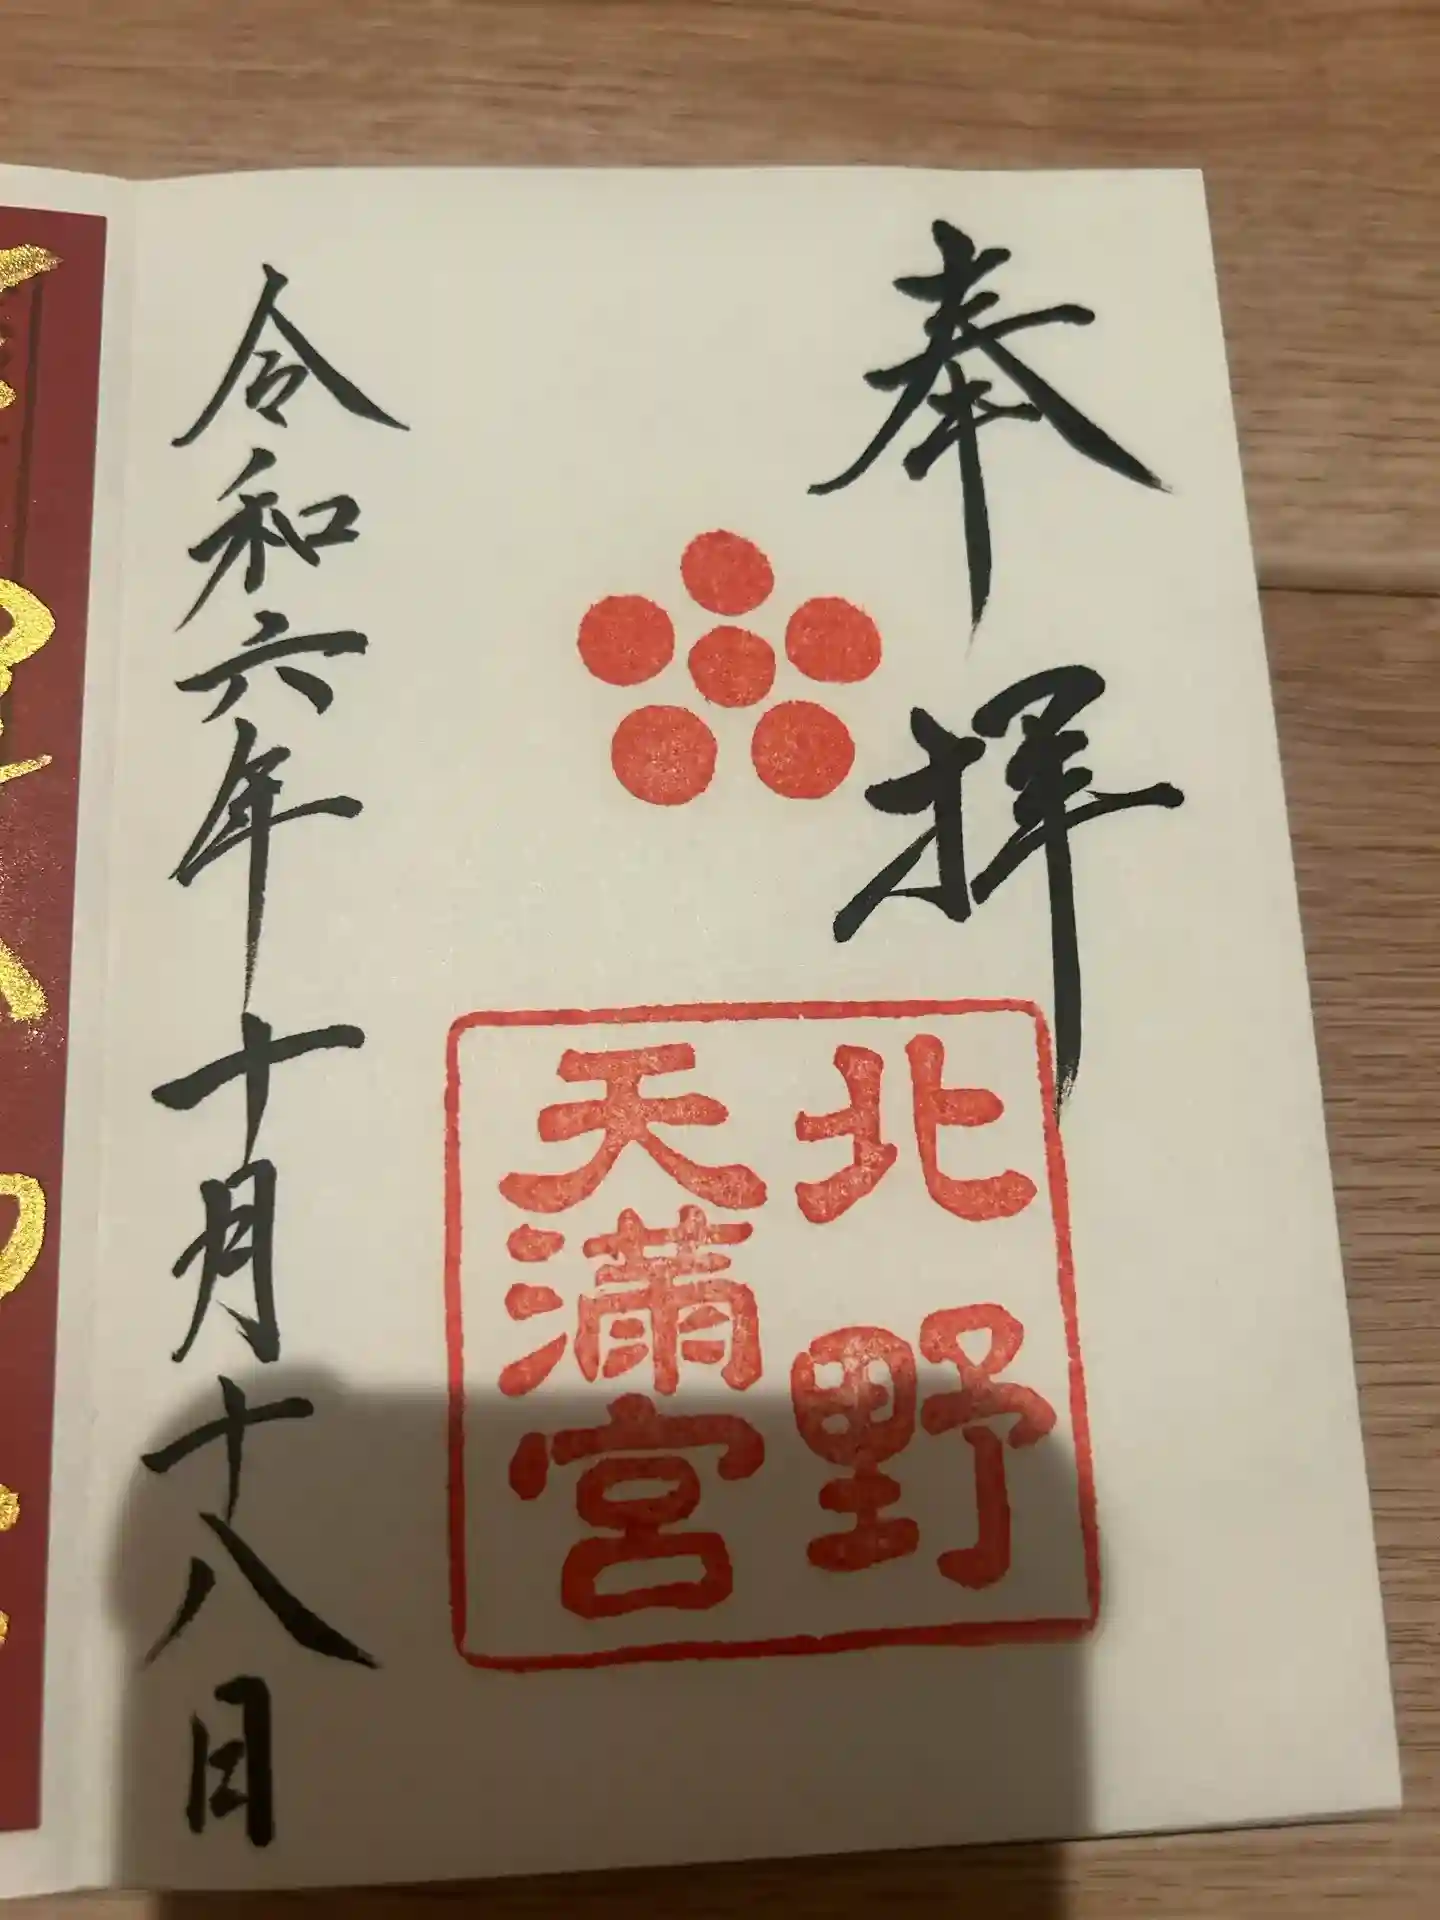 奉拝
北野
天満宮
令和六年十月十八日